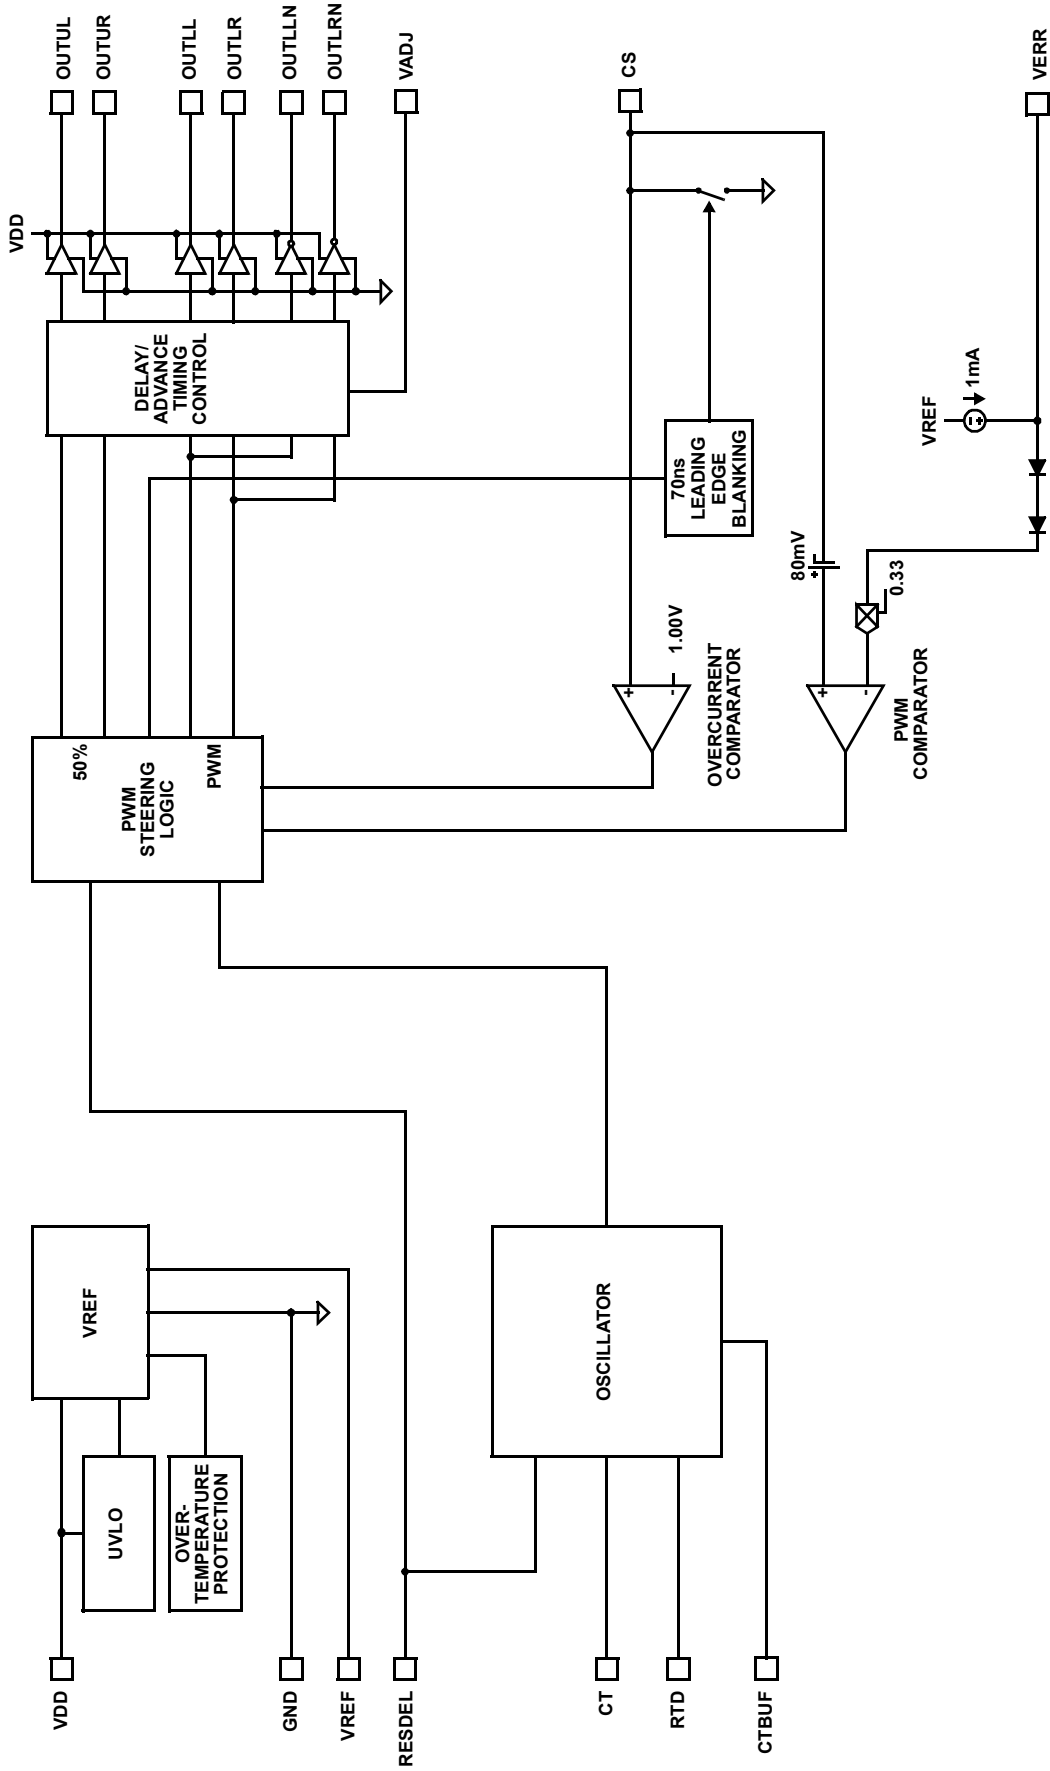 VDD
GND
VREF
RESDEL
CT
RTD
CTBUF
UVLO
OVER-
TEMPERATURE
PROTECTION
VREF
OSCILLATOR
50%
PWM
STEERING
LOGIC
PWM
DELAY/
ADVANCE
TIMING
CONTROL
VDD
OUTUL
OUTUR
OUTLL
OUTLR
OUTLLN
OUTLRN
VADJ
+
-
1.00V
OVERCURRENT
COMPARATOR
70ns
LEADING
EDGE
BLANKING
CS
80mV
+
+
-
0.33
PWM
COMPARATOR
VREF
1mA
- +
VERR